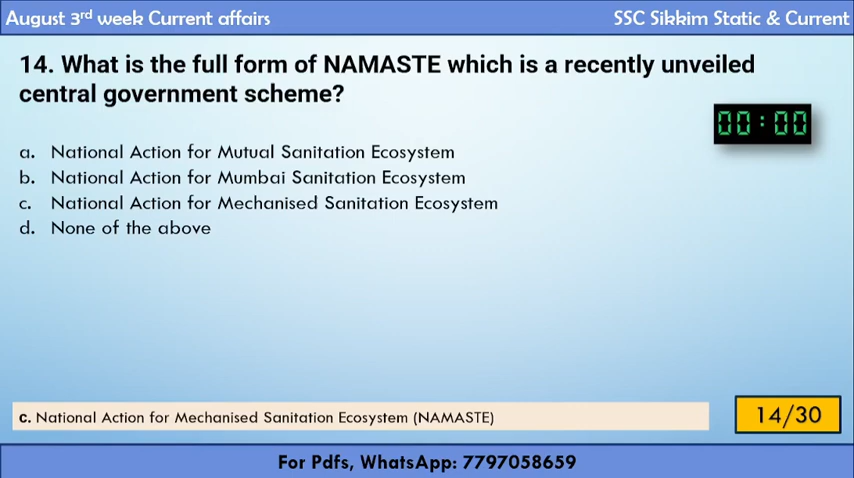 August 3rd week Current affairs
SSC Sikkim Static & Current
14. What is the full form of NAMASTE which is a recently unveiled
central government scheme?
00:00
a. National Action for Mutual Sanitation Ecosystem
b. National Action for Mumbai Sanitation Ecosystem
c. National Action for Mechanised Sanitation Ecosystem
d. None of the above
c. National Action for Mechanised Sanitation Ecosystem (NAMASTE)
14/30
For Pdfs, WhatsApp: 7797058659